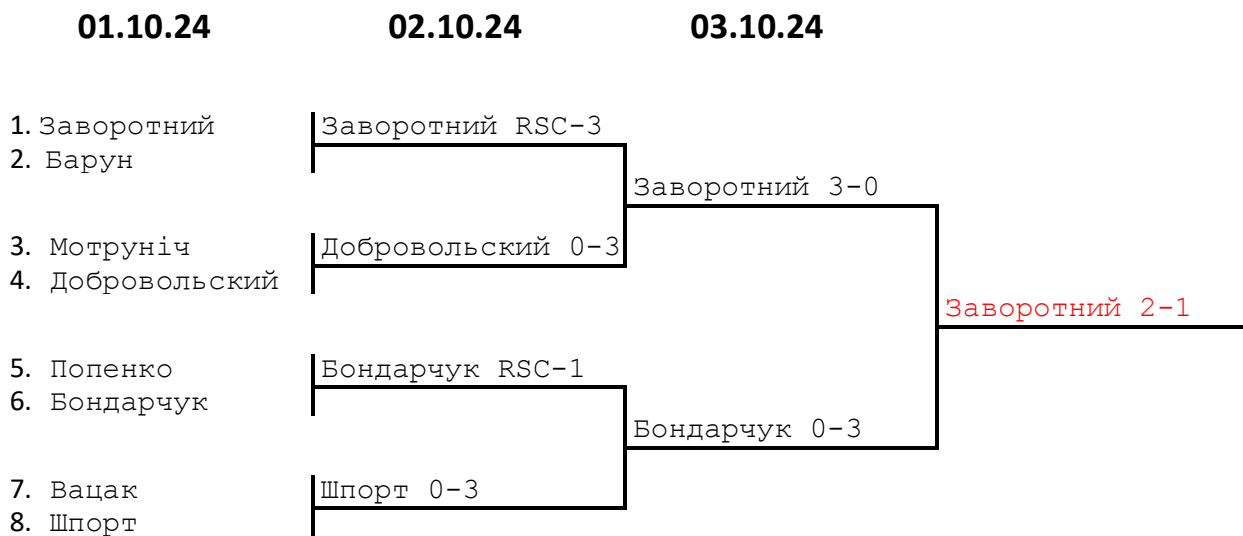 01.10.24 02.10.24 03.10.24
1. Заворотний Заворотний RSC-3
2. Барун
Заворотний 3-0
3. Мотруніч Добровольский 0-3
4. Добровольский
Заворотний 2-1
5. Попенко Бондарчук RSC-1
6. Бондарчук
Бондарчук 0-3
7. Вацак Шпорт 0-3
8. Шпорт